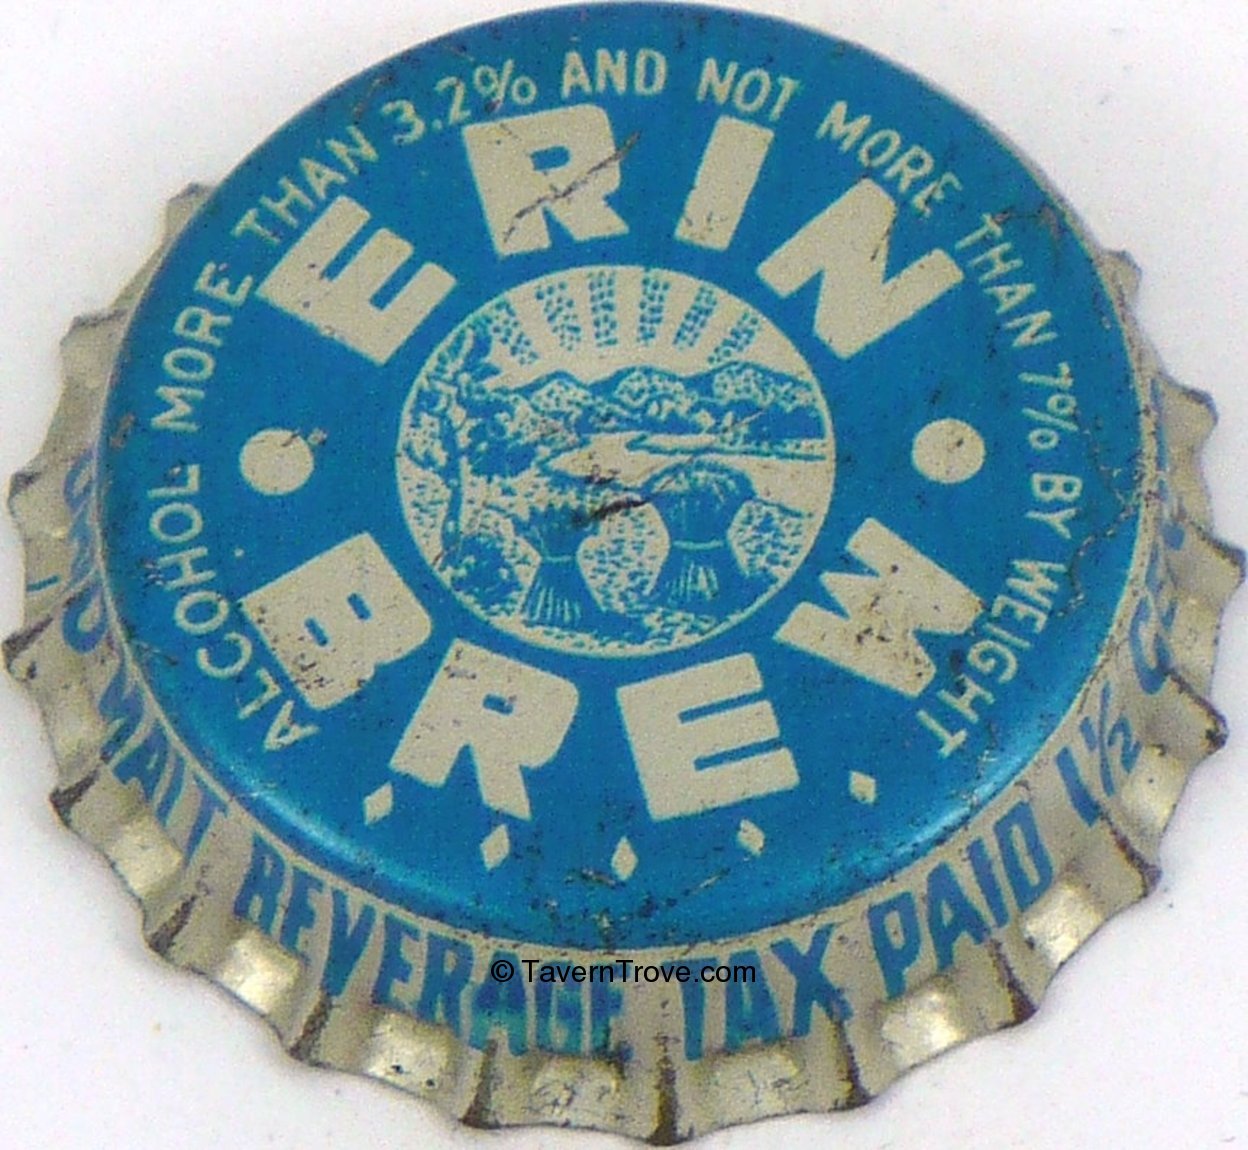 ALCOHOL MORE THAN 3.2% AND NOT MORE THAN 7% BY WEIGHT
ERIN
BREW
MALT BEVERAGE TAX PAID 1½
© TavernTrove.com